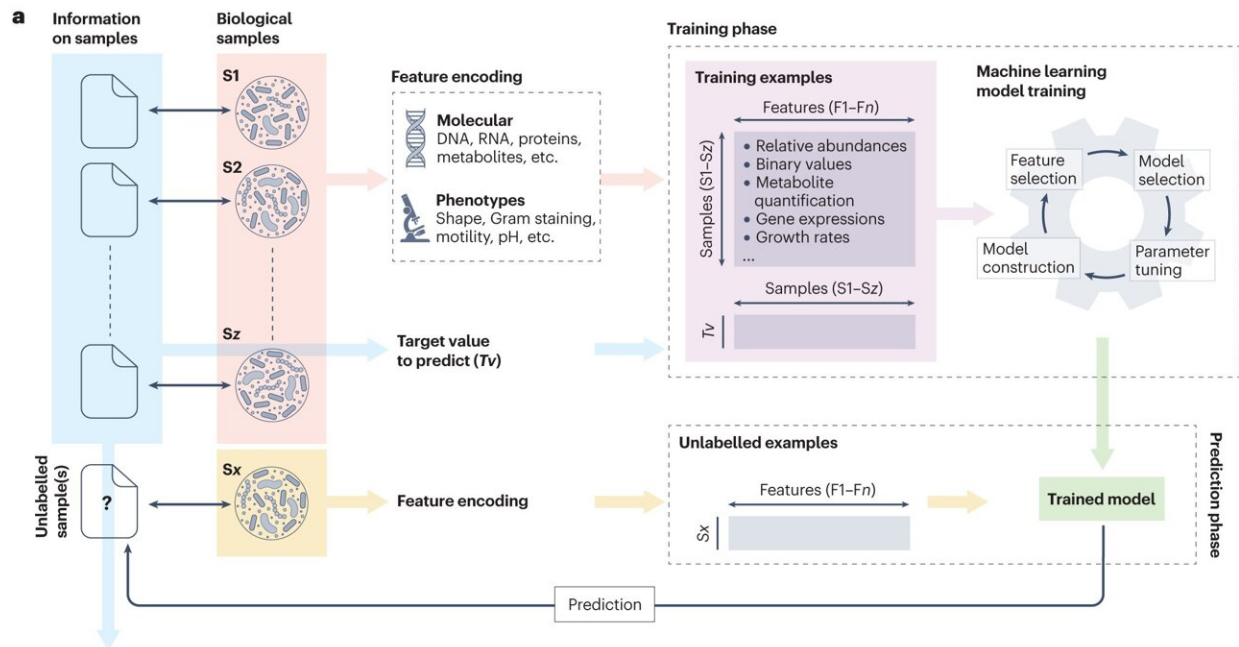 a
Information
on samples
Biological
samples
S1
S2
Sz
Feature encoding
Molecular
DNA, RNA, proteins,
metabolites, etc.
Phenotypes
Shape, Gram staining,
motility, pH, etc.
Target value
to predict (Tv)
Training phase
Training examples
Features (F1–Fn)
Samples (S1–Sz)
• Relative abundances
• Binary values
• Metabolite
quantification
• Gene expressions
• Growth rates
...
Samples (S1–Sz)
Tv
Machine learning
model training
Feature
selection
Model
selection
Model
construction
Parameter
tuning
Unlabelled
sample(s)
?
Sx
Feature encoding
Unlabelled examples
Features (F1–Fn)
Sx
Trained model
Prediction phase
Prediction